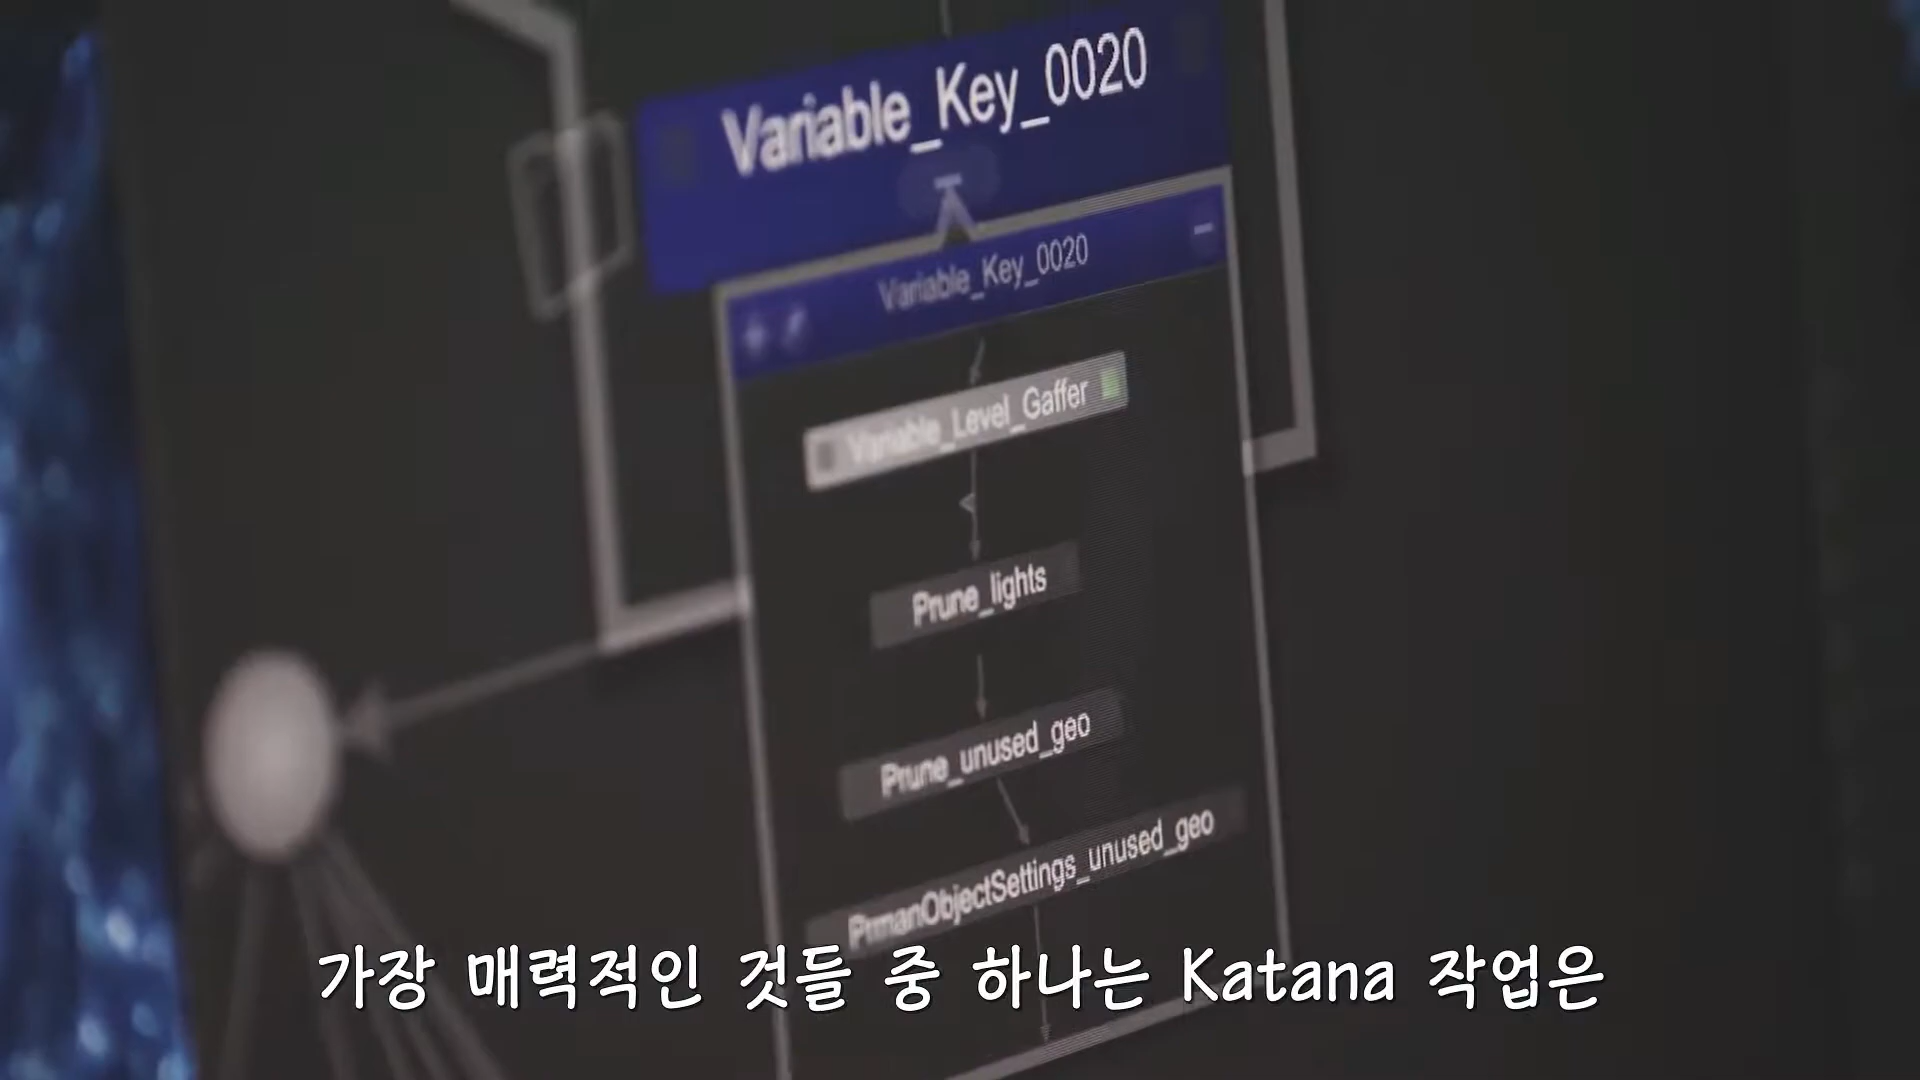 Variable_Key_0020
Variable_Key_0020
Variable_Level_Gaffer
Prune_lights
Prune_unused_geo
PrmanObjectSettings_unused_geo
가장 매력적인 것들 중 하나는 Katana 작업은